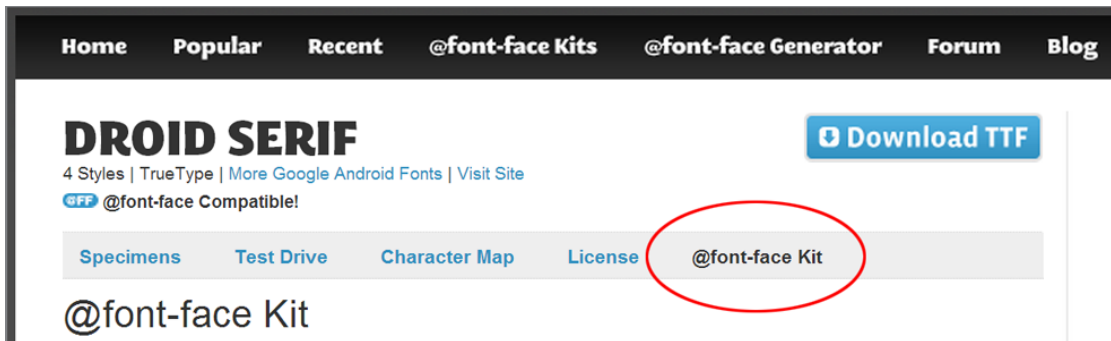 Home Popular Recent @font-face Kits @font-face Generator Forum Blog
DROID SERIF
Download TTF
4 Styles | TrueType | More Google Android Fonts | Visit Site
@FF @font-face Compatible!
Specimens Test Drive Character Map License @font-face Kit
@font-face Kit